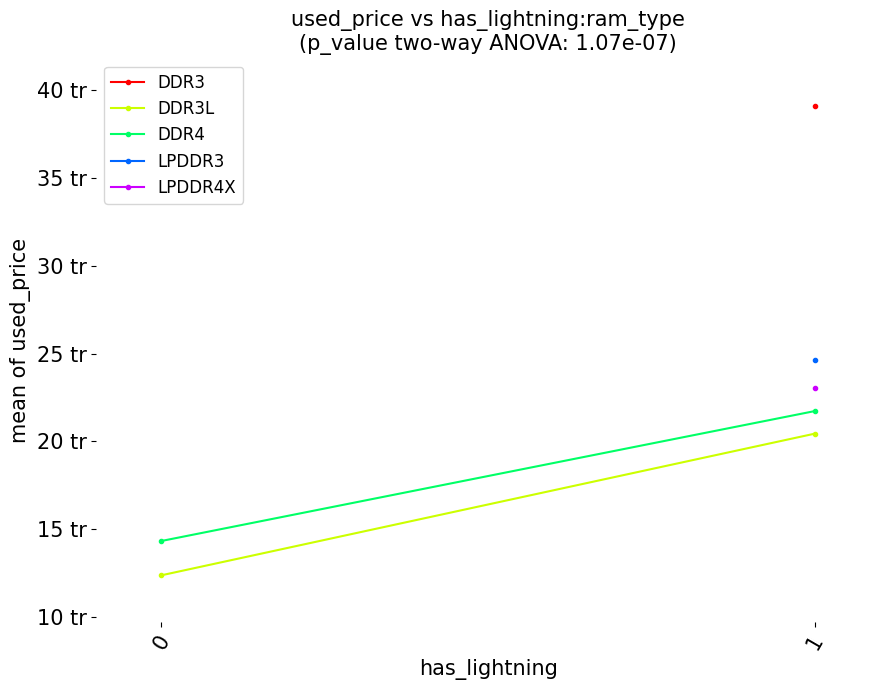 used_price vs has_lightning:ram_type
(p_value two-way ANOVA: 1.07e-07)
DDR3
DDR3L
DDR4
LPDDR3
LPDDR4X
mean of used_price
40 tr
35 tr
30 tr
25 tr
20 tr
15 tr
10 tr
0
1
has_lightning